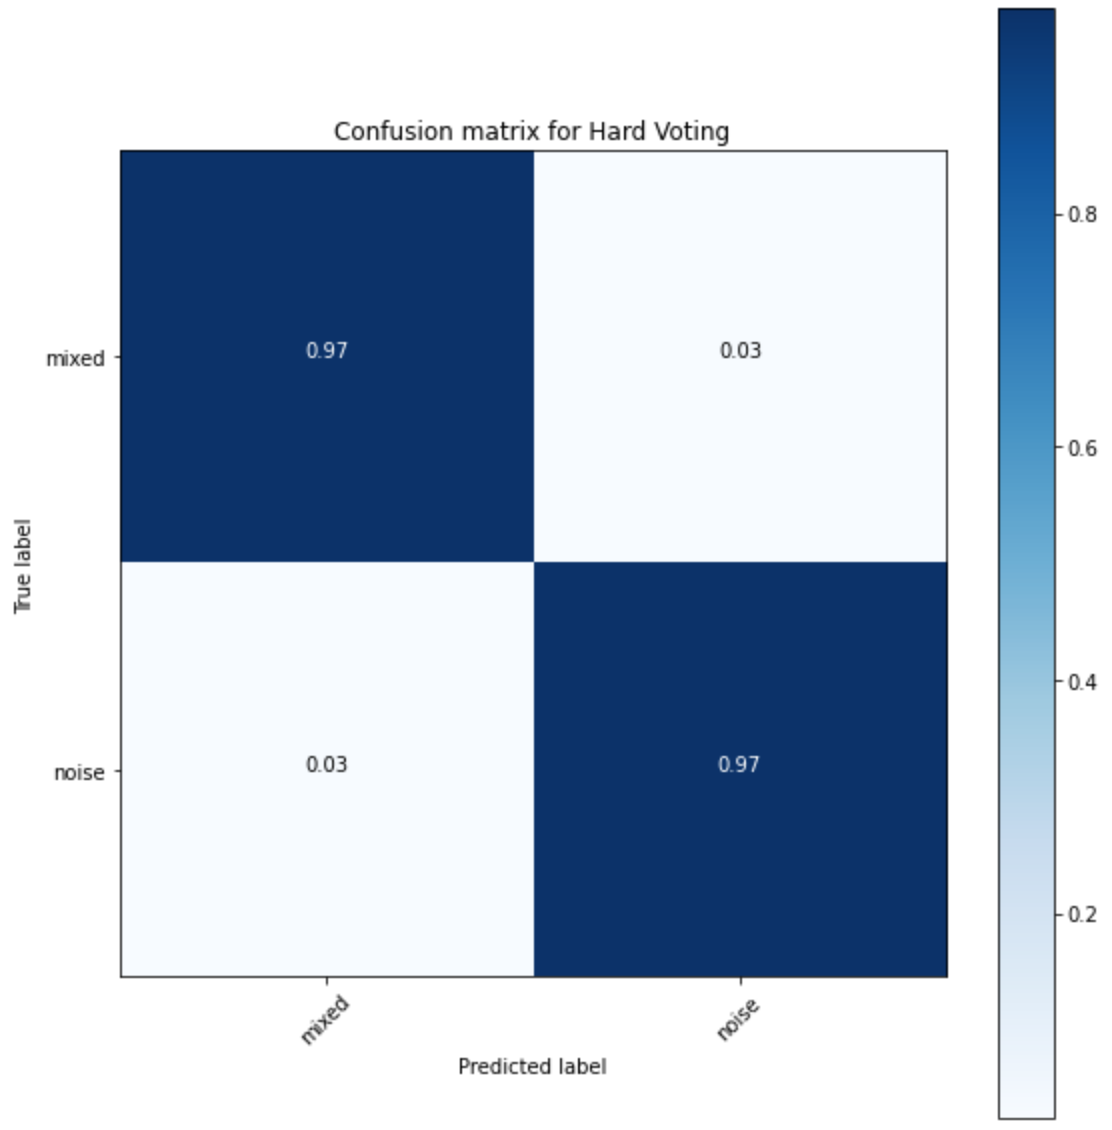 Confusion matrix for Hard Voting
True label
mixed
0.97
0.03
noise
0.03
0.97
mixed
noise
Predicted label
0.8
0.6
0.4
0.2